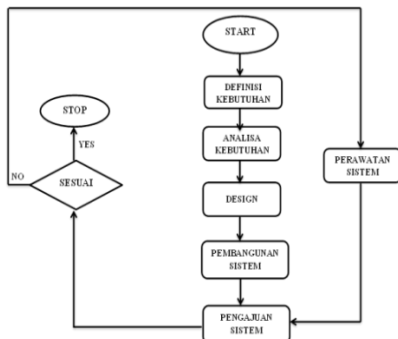 START
DEFINISI
KEBUTUHAN
STOP
ANALISA
KEBUTUHAN
YES
PERAWATAN
SISTEM
NO
SESUAI
DESIGN
PEMBANGUNAN
SISTEM
PENGAJUAN
SISTEM